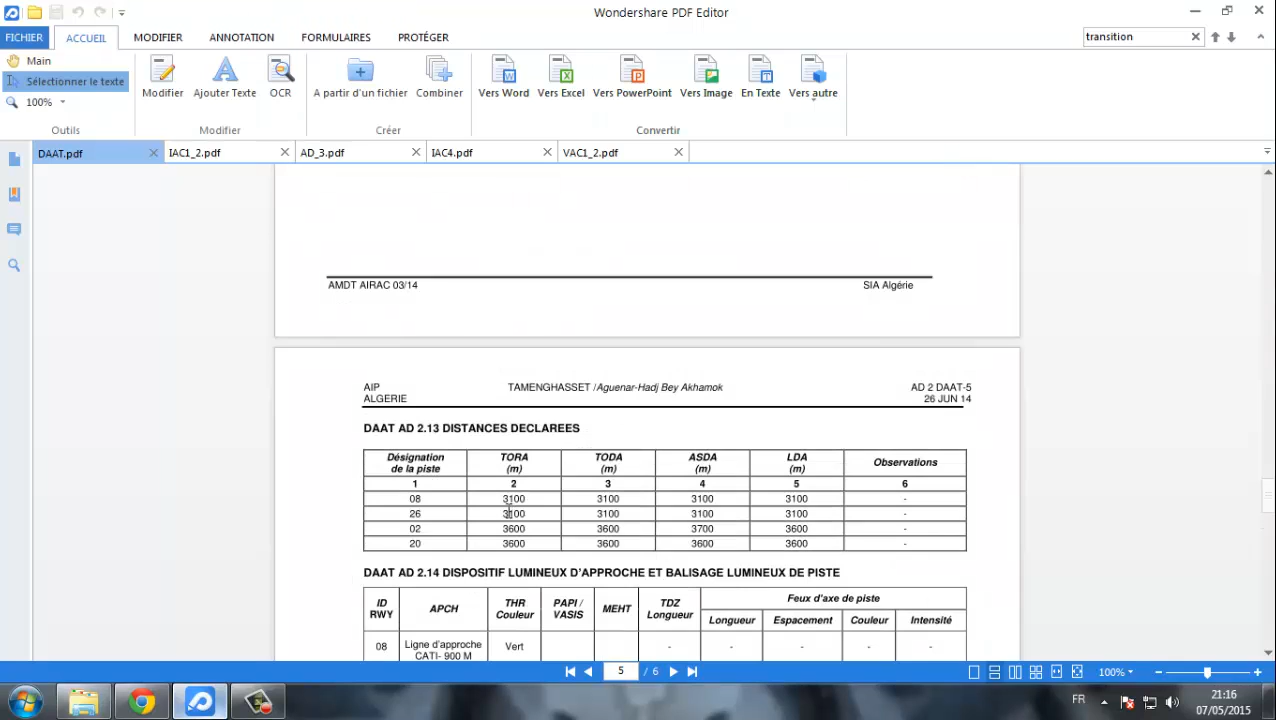 Wondershare PDF Editor
FICHIER ACCUEIL MODIFIER ANNOTATION FORMULAIRES PROTÉGER transition
Main
Sélectionner le texte
100%
Modifier Ajouter Texte OCR A partir d'un fichier Combiner Vers Word Vers Excel Vers PowerPoint Vers Image En Texte Vers autre
Outils Modifier Créer Convertir
DAAT.pdf IAC1_2.pdf AD_3.pdf IAC4.pdf VAC1_2.pdf
AMDT AIRAC 03/14 SIA Algérie
AIP TAMENGHASSET /Aguenar-Hadj Bey Akhamok AD 2 DAAT-5
ALGERIE 26 JUN 14
DAAT AD 2.13 DISTANCES DECLAREES
Désignation de la piste TORA (m) TODA (m) ASDA (m) LDA (m) Observations
1 2 3 4 5 6
08 3100 3100 3100 3100 -
26 3100 3100 3100 3100 -
02 3600 3600 3700 3600 -
20 3600 3600 3600 3600 -
DAAT AD 2.14 DISPOSITIF LUMINEUX D'APPROCHE ET BALISAGE LUMINEUX DE PISTE
ID RWY APCH THR Couleur PAPI / VASIS MEHT TDZ Longueur Feux d'axe de piste
Longueur Espacement Couleur Intensité
08 Ligne d'approche CATI- 900 M Vert - - - - -
5 / 6 100%
FR 21:16
07/05/2015